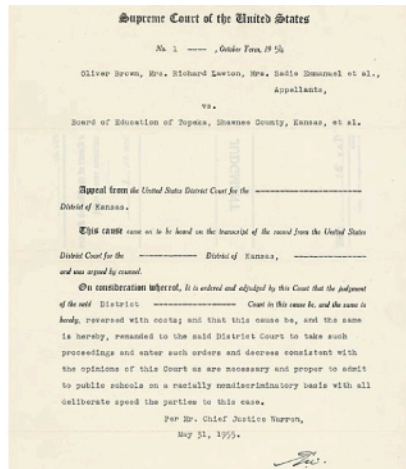 Supreme Court of the United States
No. 1 ----, October Term, 1954
Oliver Brown, Mrs. Richard Lawton, Mrs. Sadie Emmanuel et al.,
Appellants,
vs.
Board of Education of Topeka, Shawnee County, Kansas, et al.
Appeal from the United States District Court for the
District of Kansas.
This cause came on to be heard on the transcript of the record from the United States
District Court for the District of Kansas,
and was argued by counsel.
On consideration whereof, It is ordered and adjudged by this Court that the judgment
of the said District Court in this cause be, and the same is
hereby, reversed with costs; and that this cause be, and the same
is hereby, remanded to the said District Court to take such
proceedings and enter such orders and decrees consistent with
the opinions of this Court as are necessary and proper to admit
to public schools on a racially nondiscriminatory basis with all
deliberate speed the parties to this case.
Per Mr. Chief Justice Warren,
May 31, 1955.